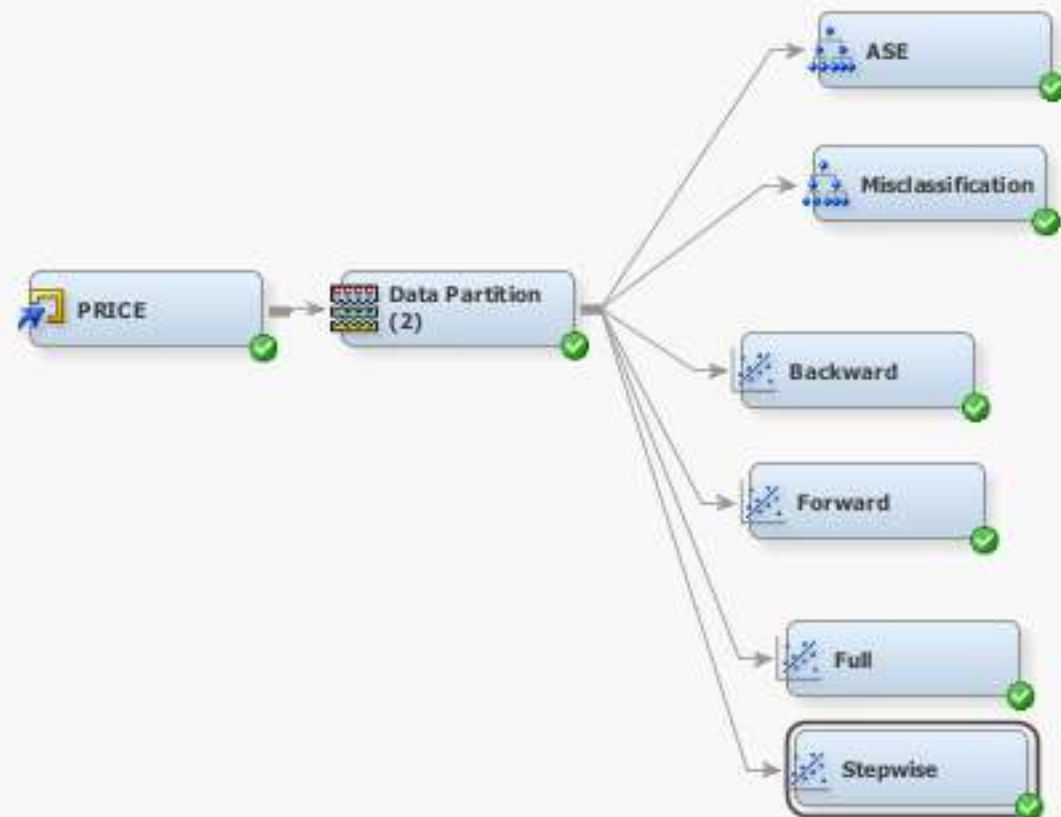 ASE
Misclassification
PRICE
Data Partition
(2)
Backward
Forward
Full
Stepwise